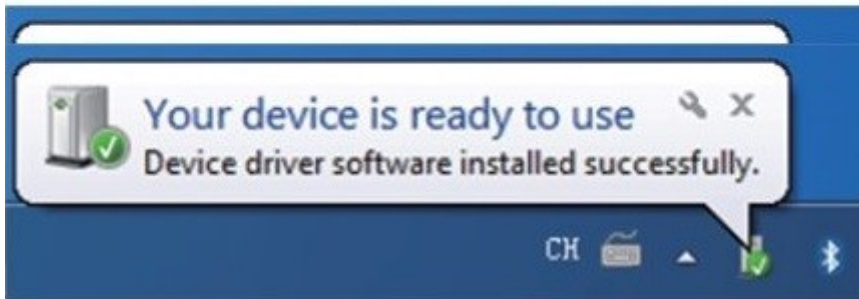 Your device is ready to use
Device driver software installed successfully.
CH